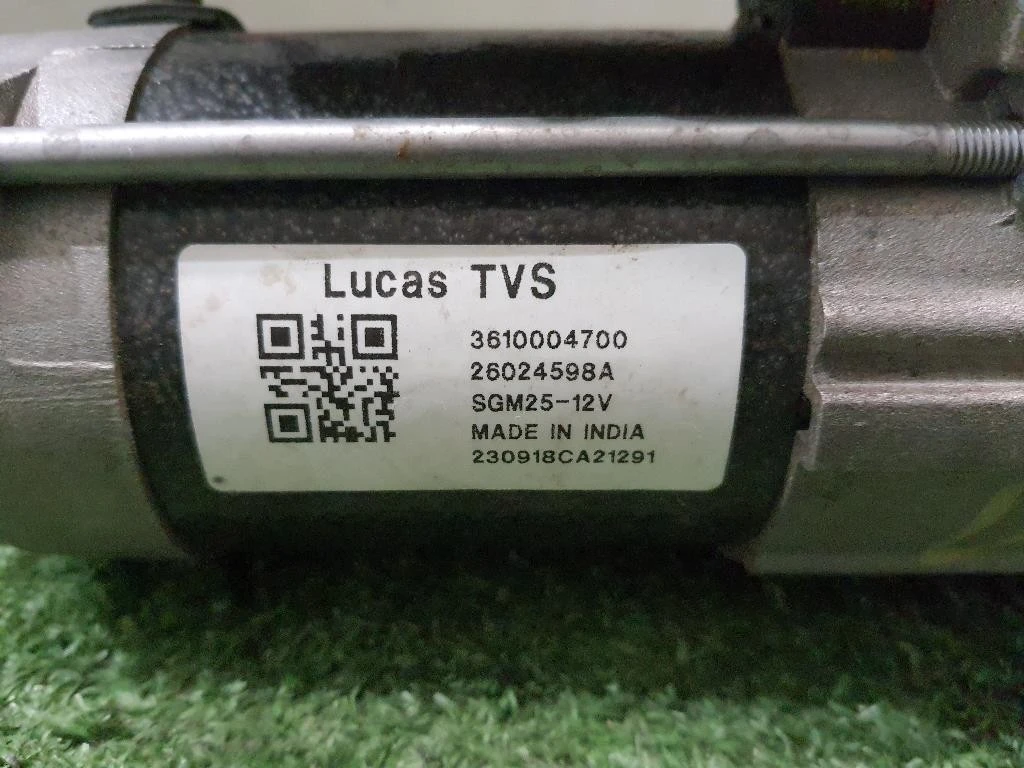 Lucas TVS
3610004700
26024598A
SGM25-12V
MADE IN INDIA
230918CA21291